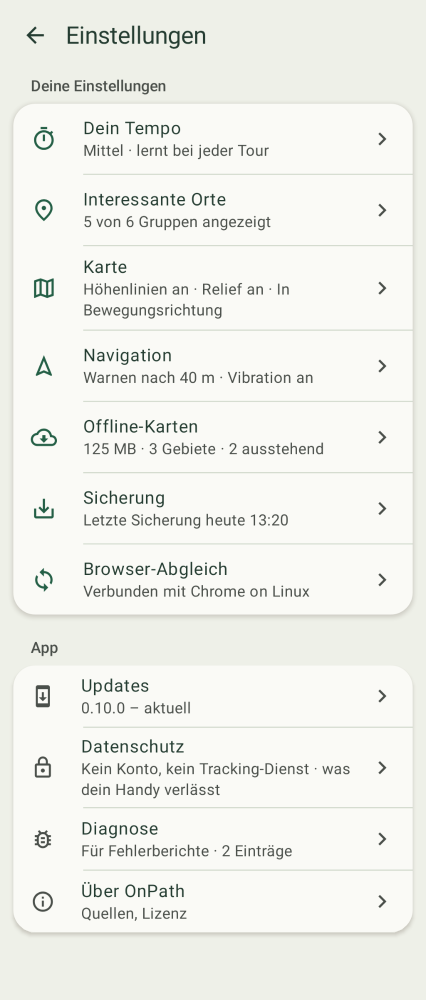 Einstellungen
Deine Einstellungen
Dein Tempo
Mittel · lernt bei jeder Tour
Interessante Orte
5 von 6 Gruppen angezeigt
Karte
Höhenlinien an · Relief an · In
Bewegungsrichtung
Navigation
Warnen nach 40 m · Vibration an
Offline-Karten
125 MB · 3 Gebiete · 2 ausstehend
Sicherung
Letzte Sicherung heute 13:20
Browser-Abgleich
Verbunden mit Chrome on Linux
App
Updates
0.10.0 – aktuell
Datenschutz
Kein Konto, kein Tracking-Dienst · was
dein Handy verlässt
Diagnose
Für Fehlerberichte · 2 Einträge
Über OnPath
Quellen, Lizenz